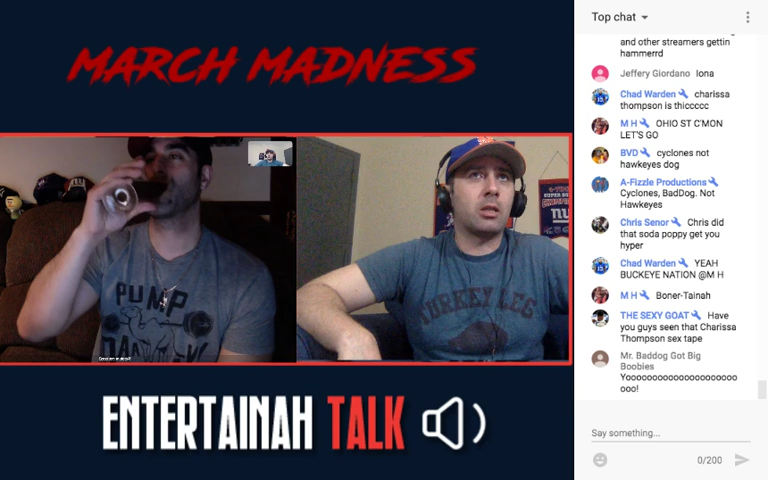 MARCH MADNESS
PUMP
TURKEY LEG
NU
ENTERTAINAH TALK
Top chat
and other streamers gettin
hammerrd
Jeffery Giordano Iona
Chad Warden charissa
thompson is thiccccc
M H OHIO ST C'MON
LET'S GO
BVD cyclones not
hawkeyes dog
A-Fizzle Productions
Cyclones, BadDog. Not
Hawkeyes
Chris Senor Chris did
that soda poppy get you
hyper
Chad Warden YEAH
BUCKEYE NATION @M H
M H Boner-Tainah
THE SEXY GOAT Have
you guys seen that Charissa
Thompson sex tape
Mr. Baddog Got Big
Boobies
Yooooooooooooooooooooo
ooo!
Say something...
0/200